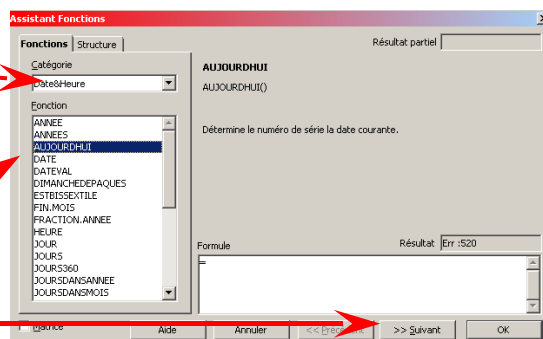 Assistant Fonctions
Fonctions Structure
Résultat partiel
Catégorie
Date&Heure
Fonction
ANNEE
ANNEES
AUJOURDHUI
DATE
DATEVAL
DIMANCHEDEPAQUES
ESTBISSEXTILE
FIN.MOIS
FRACTION.ANNEE
HEURE
JOUR
JOURS
JOURS360
JOURSDANSANNEE
JOURSDANSMOIS
AUJOURDHUI
AUJOURDHUI()
Détermine le numéro de série la date courante.
Formule
Résultat Err :520
=
Matrice
Aide
Annuler
<< Précédent
>> Suivant
OK